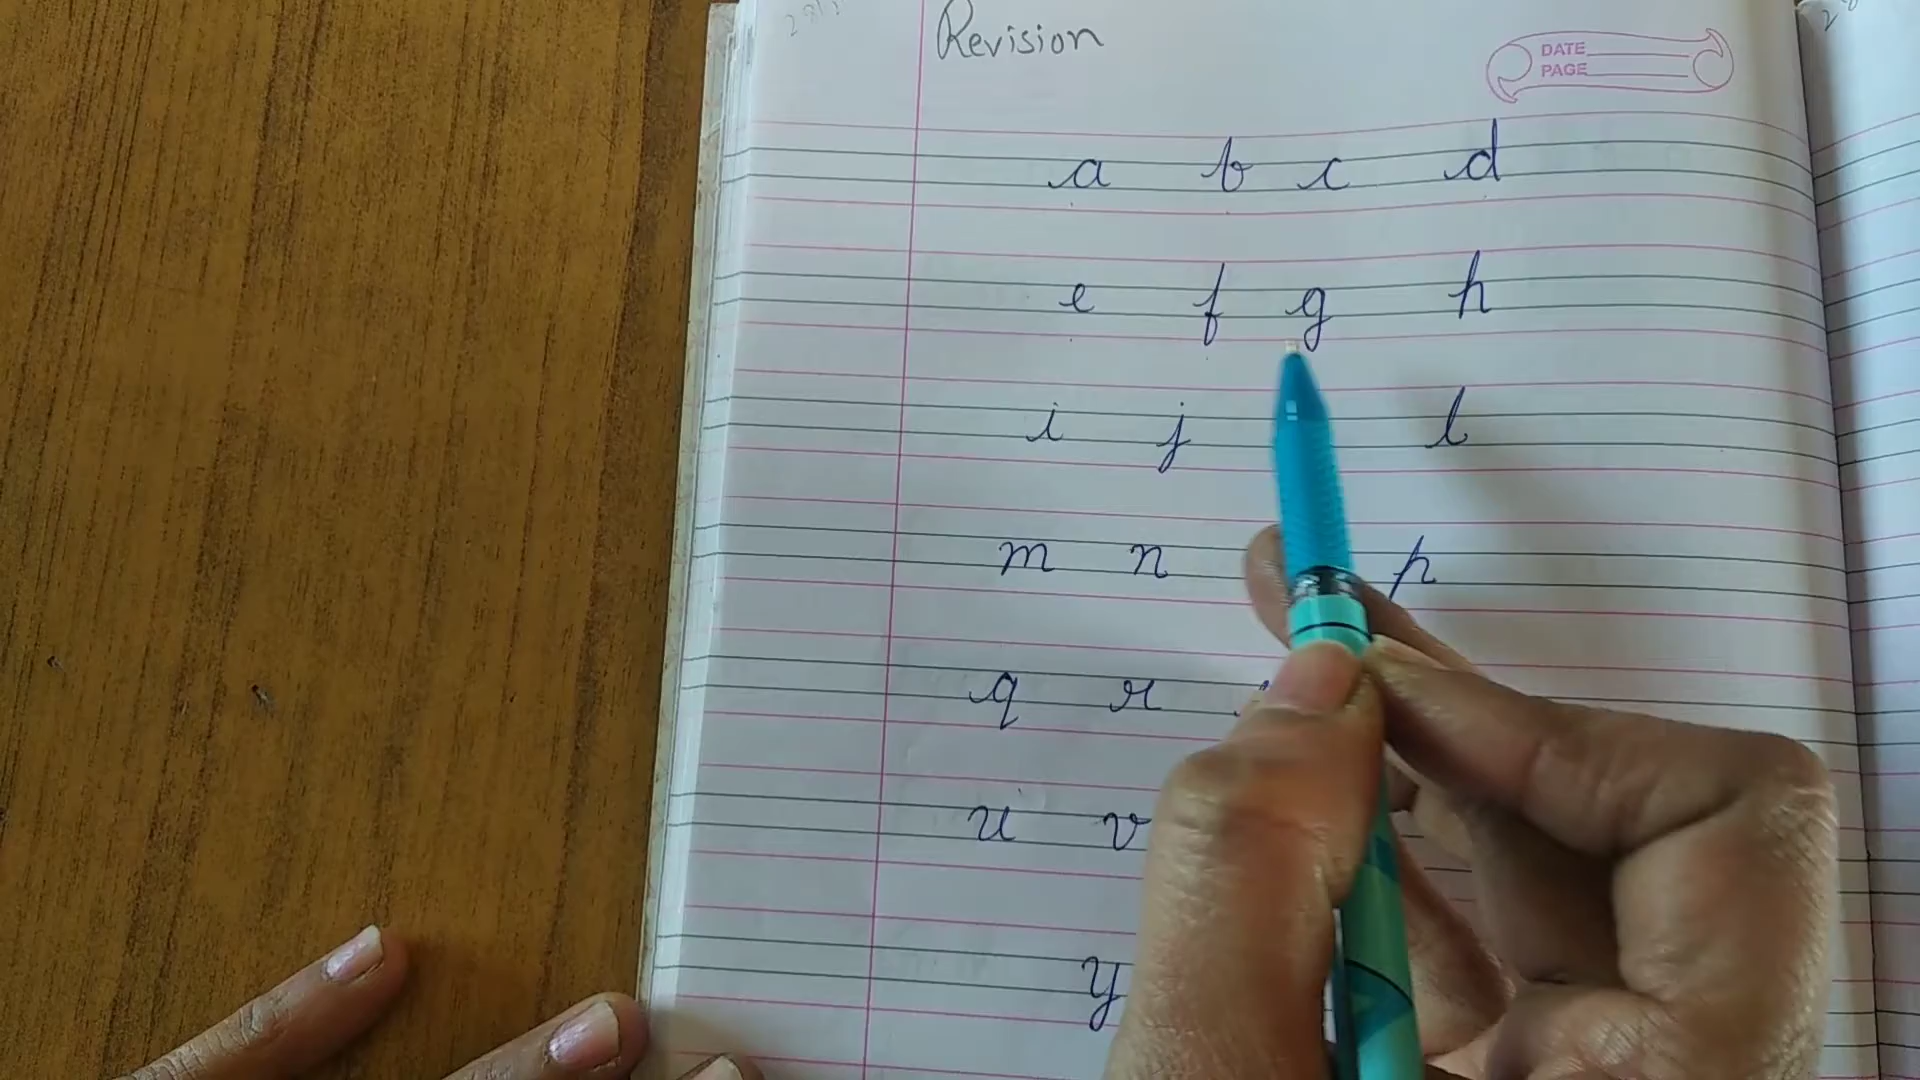 Revision
DATE
PAGE
a b c d
e f g h
i j l
m n p
q r
u v
y